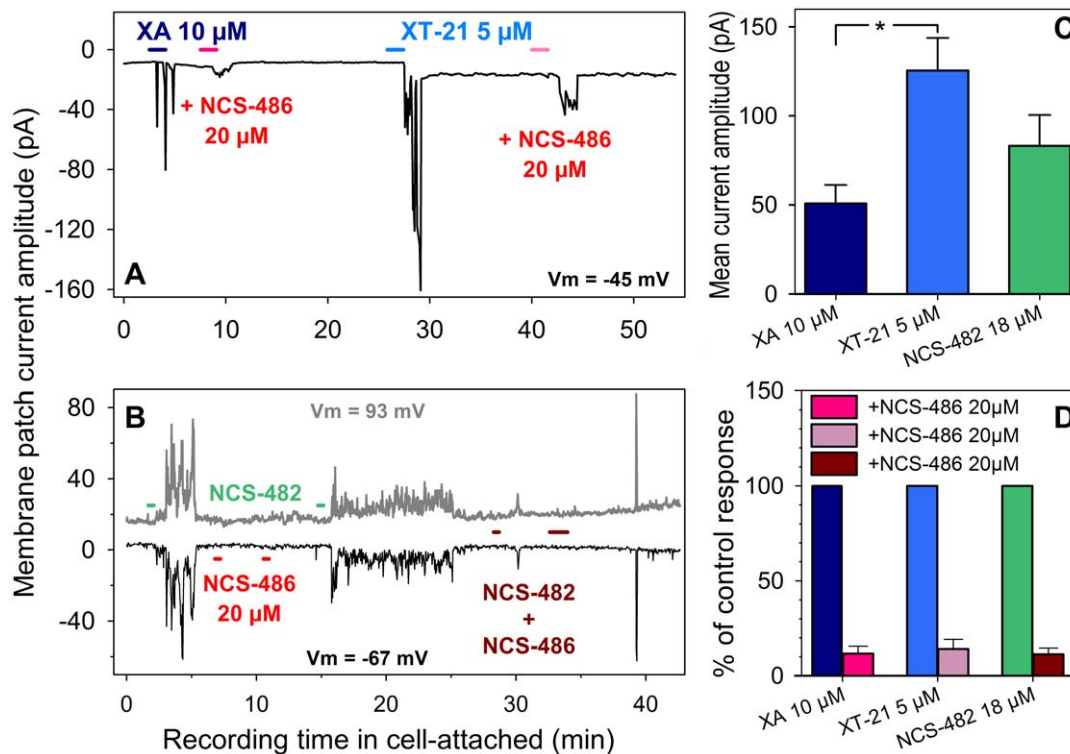 Membrane patch current amplitude (pA)
XA 10 µM
XT-21 5 µM
0
-40
-80
-120
-160
+ NCS-486
20 µM
+ NCS-486
20 µM
A
Vm = -45 mV
0
10
20
30
40
50
B
Vm = 93 mV
80
40
0
-40
NCS-482
NCS-486
20 µM
NCS-482
+
NCS-486
Vm = -67 mV
0
10
20
30
40
Recording time in cell-attached (min)
C
Mean current amplitude (pA)
150
100
50
0
*
XA 10 µM
XT-21 5 µM
NCS-482 18 µM
D
% of control response
150
100
50
0
+NCS-486 20µM
+NCS-486 20µM
+NCS-486 20µM
XA 10 µM
XT-21 5 µM
NCS-482 18 µM